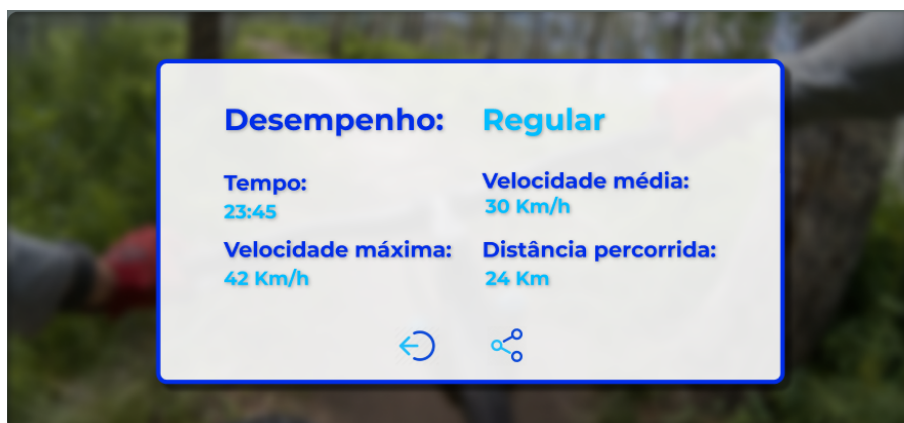 Desempenho: Regular
Tempo:
23:45
Velocidade média:
30 Km/h
Velocidade máxima:
42 Km/h
Distância percorrida:
24 Km